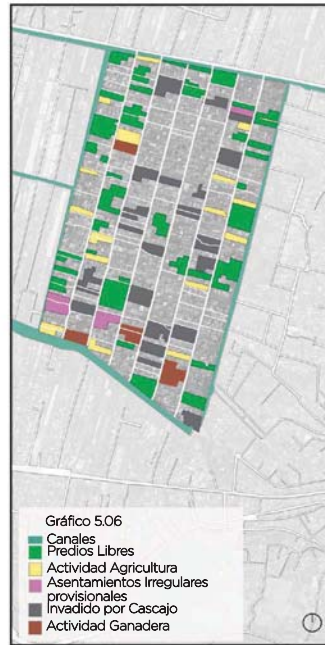 Gráfico 5.06
Canales
Predios Libres
Actividad Agricultura
Asentamientos Irregulares
provisionales
Invadido por Cascajo
Actividad Ganadera